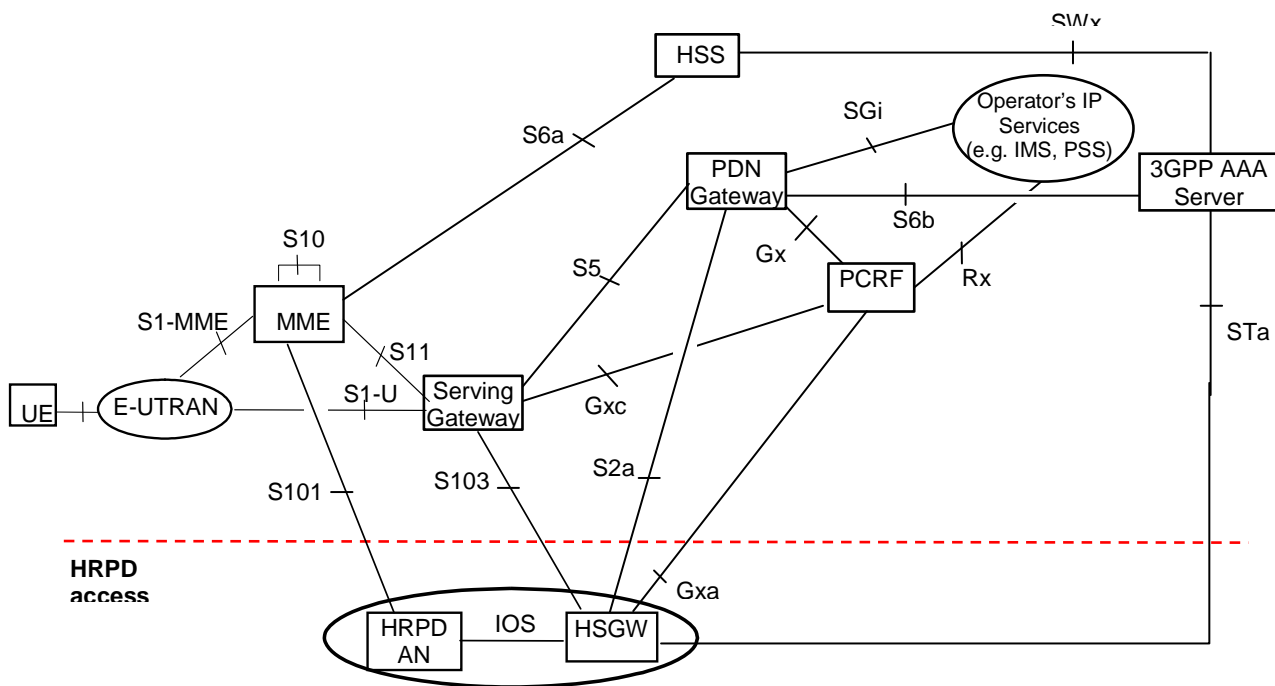 SWx
HSS
Operator's IP
Services
(e.g. IMS, PSS)
SGi
S6a
PDN
Gateway
3GPP AAA
Server
S6b
S10
Gx
S5
Rx
PCRF
S1-MME
MME
STa
S11
Serving
Gateway
S1-U
E-UTRAN
UE
Gxc
S2a
S103
S101
HRPD
access
Gxa
IOS
HRPD
AN
HSGW